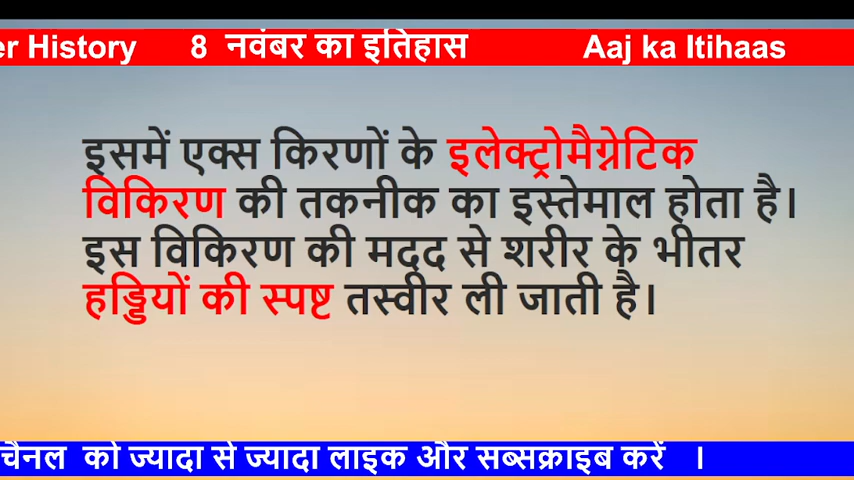 er History 8 नवंबर का इतिहास Aaj ka Itihaas
इसमें एक्स किरणों के इलेक्ट्रोमैग्नेटिक
विकिरण की तकनीक का इस्तेमाल होता है।
इस विकिरण की मदद से शरीर के भीतर
हड्डियों की स्पष्ट तस्वीर ली जाती है।
चैनल को ज्यादा से ज्यादा लाइक और सब्सक्राइब करें ।